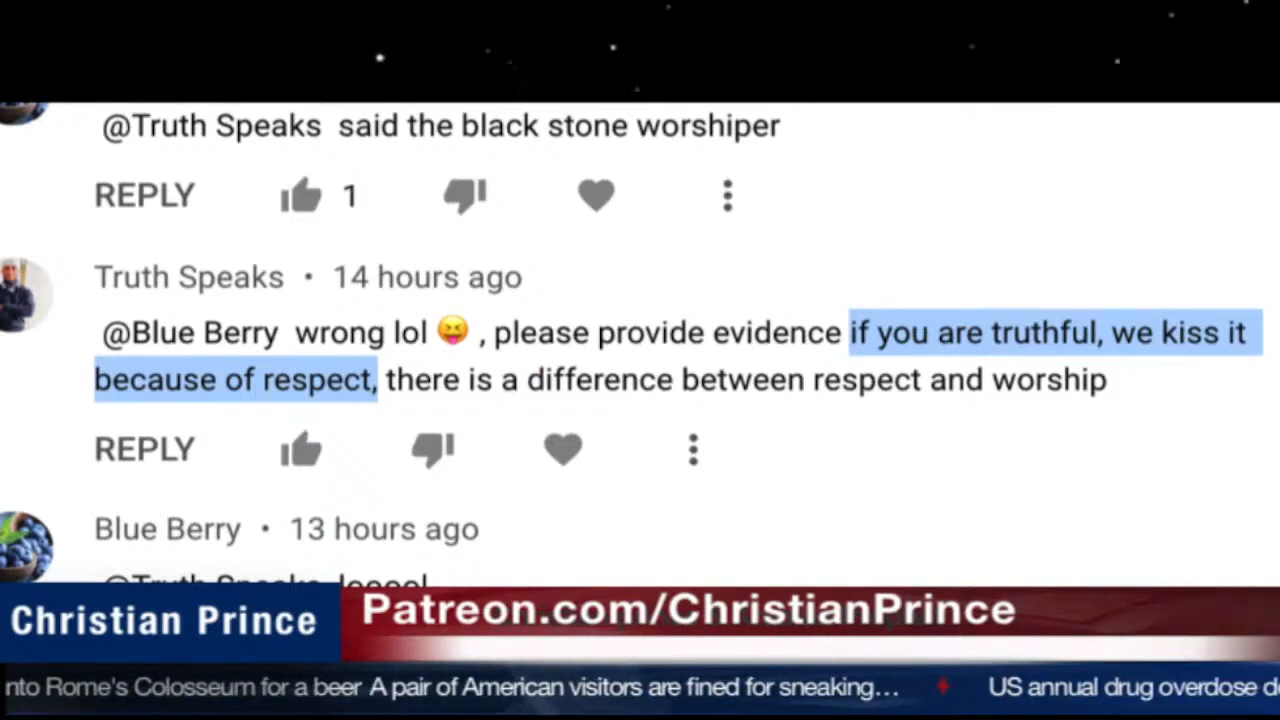 @Truth Speaks said the black stone worshiper
REPLY 1
Truth Speaks • 14 hours ago
@Blue Berry wrong lol 😝 , please provide evidence if you are truthful, we kiss it
because of respect, there is a difference between respect and worship
REPLY
Blue Berry • 13 hours ago
@Truth Speaks looool
Christian Prince
Patreon.com/ChristianPrince
nto Rome's Colosseum for a beer A pair of American visitors are fined for sneaking... ♦ US annual drug overdose d